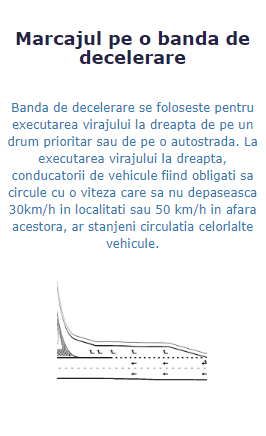 Marcajul pe o banda de
decelerare
Banda de decelerare se foloseste pentru
executarea virajului la dreapta de pe un
drum prioritar sau de pe o autostrada. La
executarea virajului la dreapta,
conducatorii de vehicule fiind obligati sa
circule cu o viteza care sa nu depaseasca
30km/h in localitati sau 50 km/h in afara
acestora, ar stanjeni circulatia celorlalte
vehicule.